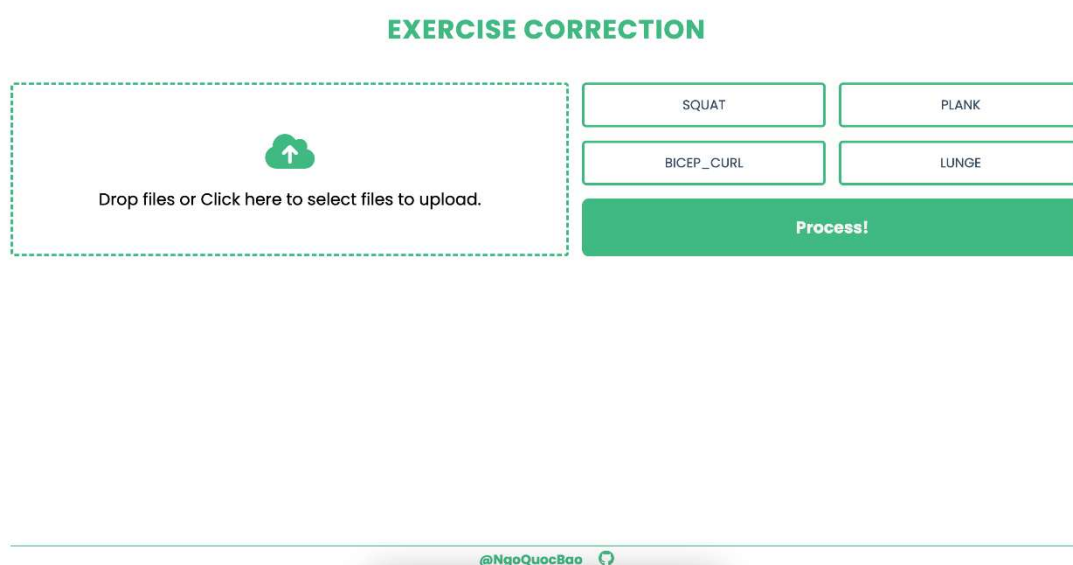 EXERCISE CORRECTION
Drop files or Click here to select files to upload.
SQUAT
PLANK
BICEP_CURL
LUNGE
Process!
@NgoQuocBao